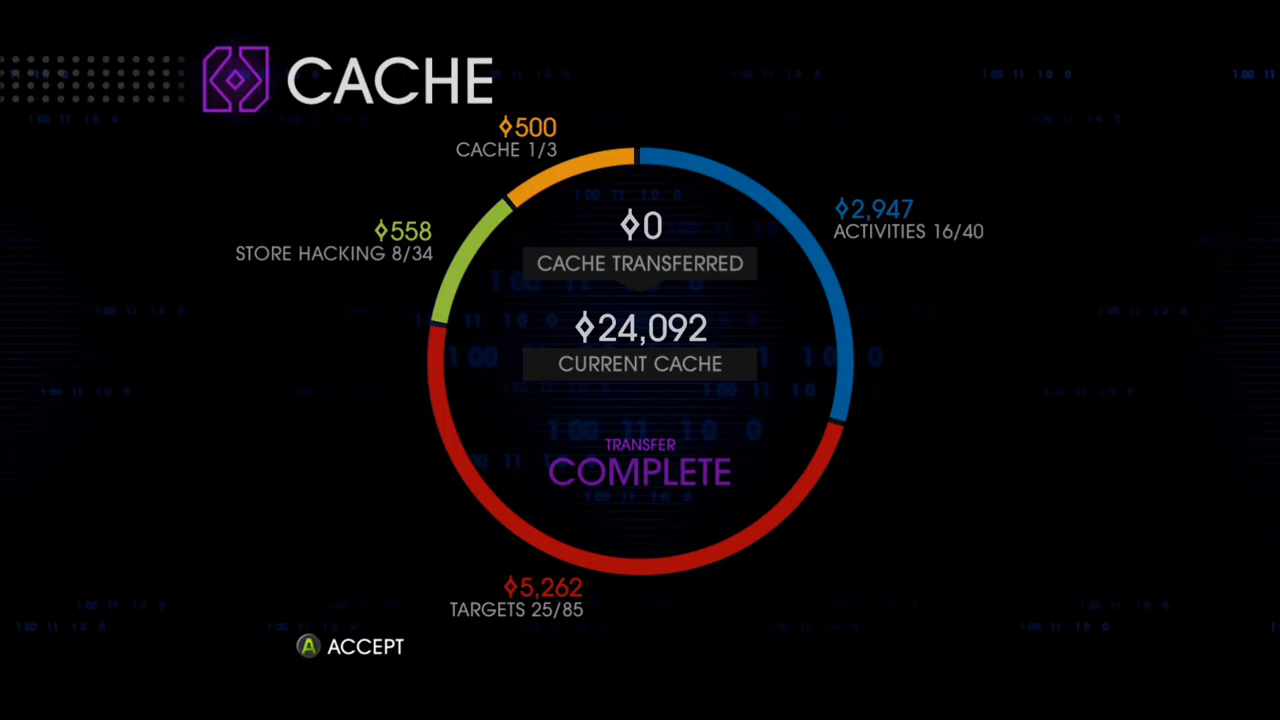 CACHE
500
CACHE 1/3
2,947
ACTIVITIES 16/40
558
STORE HACKING 8/34
0
CACHE TRANSFERRED
24,092
CURRENT CACHE
TRANSFER
COMPLETE
5,262
TARGETS 25/85
A ACCEPT